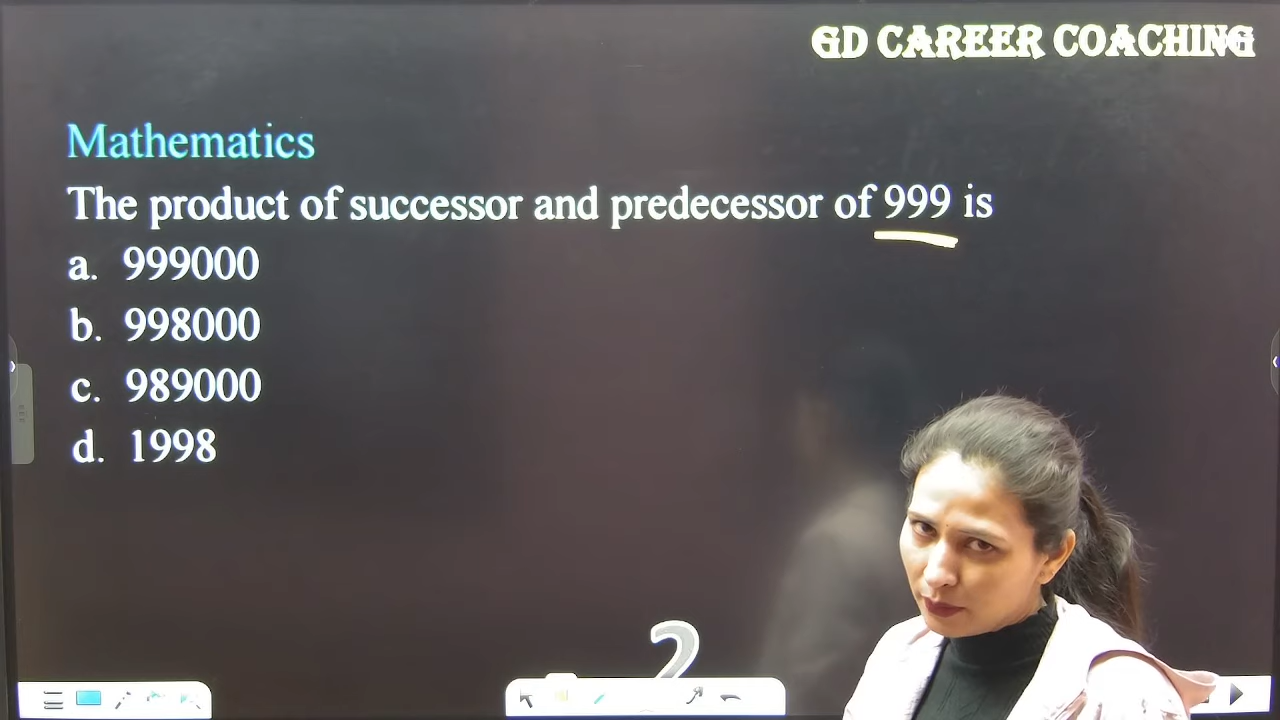 GD CAREER COACHING
Mathematics
The product of successor and predecessor of 999 is
a. 999000
b. 998000
c. 989000
d. 1998
2